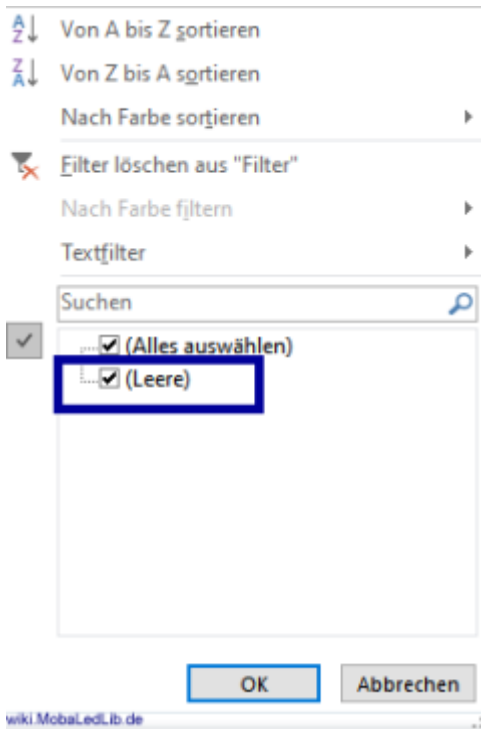 Von A bis Z sortieren
Von Z bis A sortieren
Nach Farbe sortieren
Filter löschen aus "Filter"
Nach Farbe filtern
Textfilter
Suchen
(Alles auswählen)
(Leere)
OK Abbrechen
wiki.MobaLedLib.de